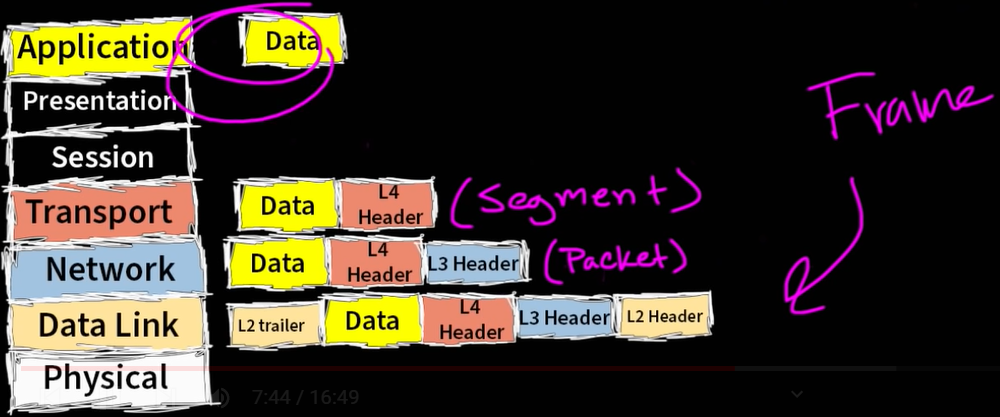 Application Data
Presentation
Session
Frame
Transport Data L4 Header (Segment)
Network Data L4 Header L3 Header (Packet)
Data Link L2 trailer Data L4 Header L3 Header L2 Header
Physical
7:44 / 16:49